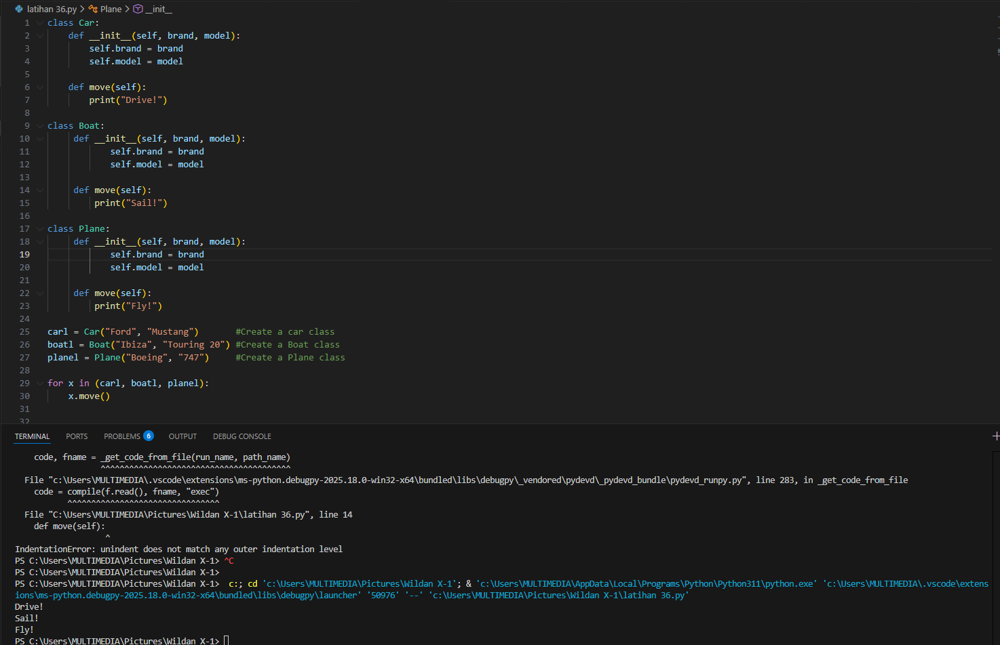 latihan 36.py > Plane > __init__
1 class Car:
2     def __init__(self, brand, model):
3         self.brand = brand
4         self.model = model
5
6     def move(self):
7         print("Drive!")
8
9 class Boat:
10      def __init__(self, brand, model):
11             self.brand = brand
12             self.model = model
13
14      def move(self):
15          print("Sail!")
16
17 class Plane:
18      def __init__(self, brand, model):
19             self.brand = brand
20             self.model = model
21
22      def move(self):
23          print("Fly!")
24
25 carl = Car("Ford", "Mustang")       #Create a car class
26 boatl = Boat("Ibiza", "Touring 20") #Create a Boat class
27 planel = Plane("Boeing", "747")     #Create a Plane class
28
29 for x in (carl, boatl, planel):
30     x.move()
31
32
TERMINAL PORTS PROBLEMS 6 OUTPUT DEBUG CONSOLE
    code, fname = _get_code_from_file(run_name, path_name)
                  ^^^^^^^^^^^^^^^^^^^^^^^^^^^^^^^^^^^^^^^^
  File "c:\Users\MULTIMEDIA\.vscode\extensions\ms-python.debugpy-2025.18.0-win32-x64\bundled\libs\debugpy\_vendored\pydevd\_pydevd_bundle\pydevd_runpy.py", line 283, in _get_code_from_file
    code = compile(f.read(), fname, "exec")
           ^^^^^^^^^^^^^^^^^^^^^^^^^^^^^^^^
  File "C:\Users\MULTIMEDIA\Pictures\Wildan X-1\latihan 36.py", line 14
    def move(self):
                   ^
IndentationError: unindent does not match any outer indentation level
PS C:\Users\MULTIMEDIA\Pictures\Wildan X-1> ^C
PS C:\Users\MULTIMEDIA\Pictures\Wildan X-1>
PS C:\Users\MULTIMEDIA\Pictures\Wildan X-1>  c:; cd 'c:\Users\MULTIMEDIA\Pictures\Wildan X-1'; & 'c:\Users\MULTIMEDIA\AppData\Local\Programs\Python\Python311\python.exe' 'c:\Users\MULTIMEDIA\.vscode\extens
ions\ms-python.debugpy-2025.18.0-win32-x64\bundled\libs\debugpy\launcher' '50976' '--' 'c:\Users\MULTIMEDIA\Pictures\Wildan X-1\latihan 36.py'
Drive!
Sail!
Fly!
PS C:\Users\MULTIMEDIA\Pictures\Wildan X-1>